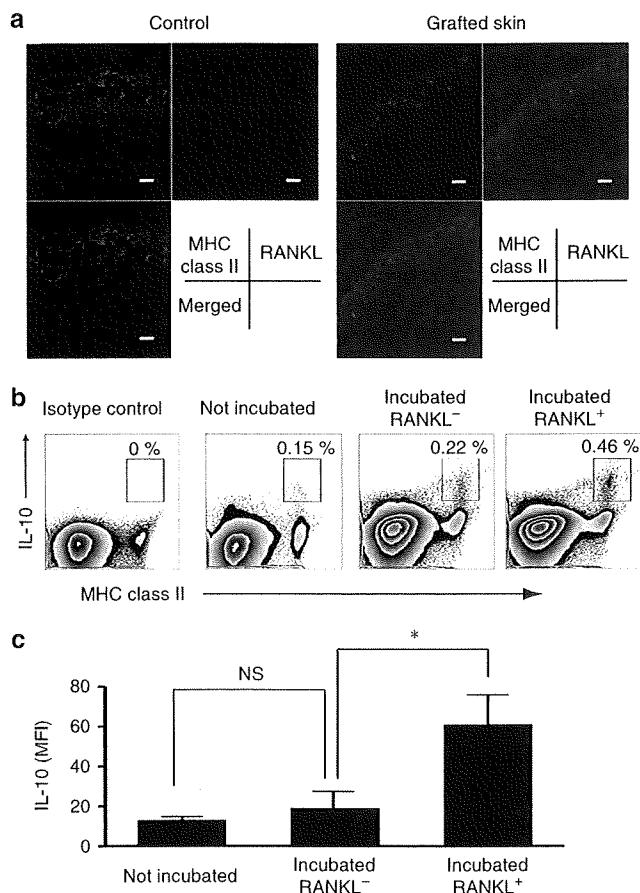 a
Control
Grafted skin
MHC class II
RANKL
Merged
MHC class II
RANKL
Merged
b
Isotype control
Not incubated
Incubated RANKL⁻
Incubated RANKL⁺
0 %
0.15 %
0.22 %
0.46 %
IL-10
MHC class II
c
NS
*
80
60
40
20
0
IL-10 (MFI)
Not incubated
Incubated RANKL⁻
Incubated RANKL⁺